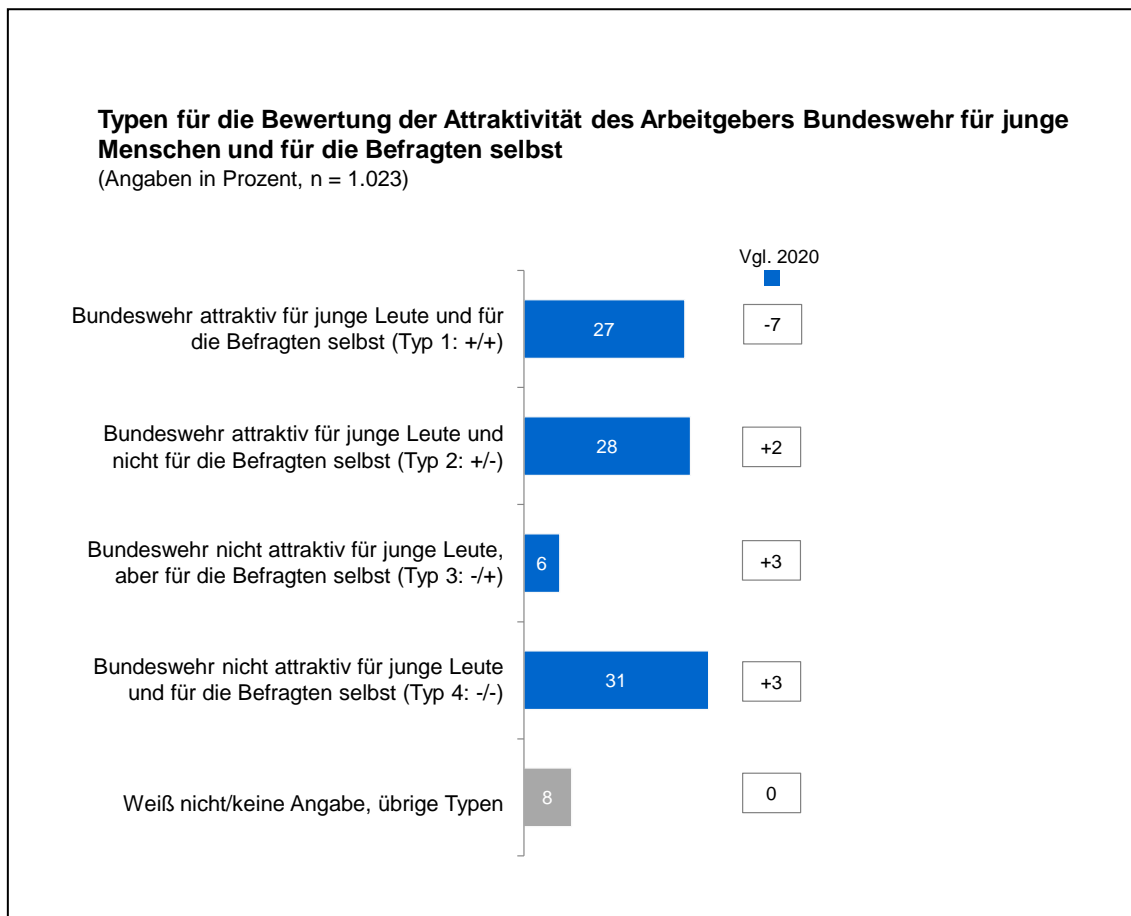 Typen für die Bewertung der Attraktivität des Arbeitgebers Bundeswehr für junge
Menschen und für die Befragten selbst
(Angaben in Prozent, n = 1.023)
Vgl. 2020
Bundeswehr attraktiv für junge Leute und für
die Befragten selbst (Typ 1: +/+)
27
-7
Bundeswehr attraktiv für junge Leute und
nicht für die Befragten selbst (Typ 2: +/-)
28
+2
Bundeswehr nicht attraktiv für junge Leute,
aber für die Befragten selbst (Typ 3: -/+)
6
+3
Bundeswehr nicht attraktiv für junge Leute
und für die Befragten selbst (Typ 4: -/-)
31
+3
Weiß nicht/keine Angabe, übrige Typen
8
0